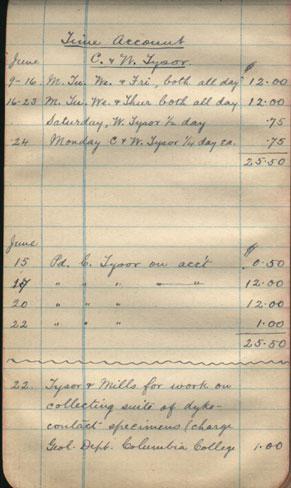 Time Account
June C. & W. Tysor. $
9-16 M. Tu. We. & Fri, both all day 12.00
16-23 M. Tu. We. & Thur. both all day 12.00
Saturday, W. Tysor ½ day .75
24 Monday C & W. Tysor ¼ day ea. .75
25.50
June $
15 Pd. C. Tysor on acc't 0.50
17 " " " " 12.00
20 " " " 12.00
22 " " " 1.00
25.50
22. Tysor & Mills for work on
collecting suite of dyke-
contact specimens (charge
Geol. Dept. Columbia College 1.00